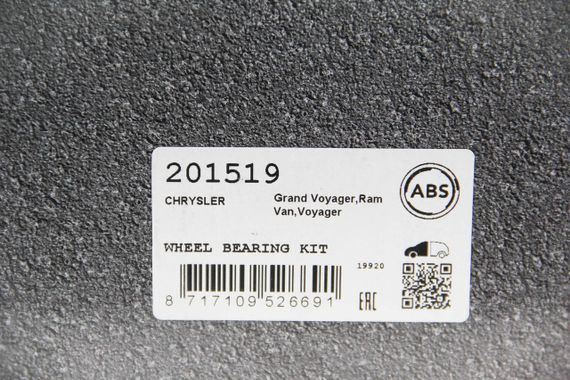 201519
ABS
CHRYSLER
Grand Voyager,Ram
Van,Voyager
WHEEL BEARING KIT
19920
8 717109 526691
EAC